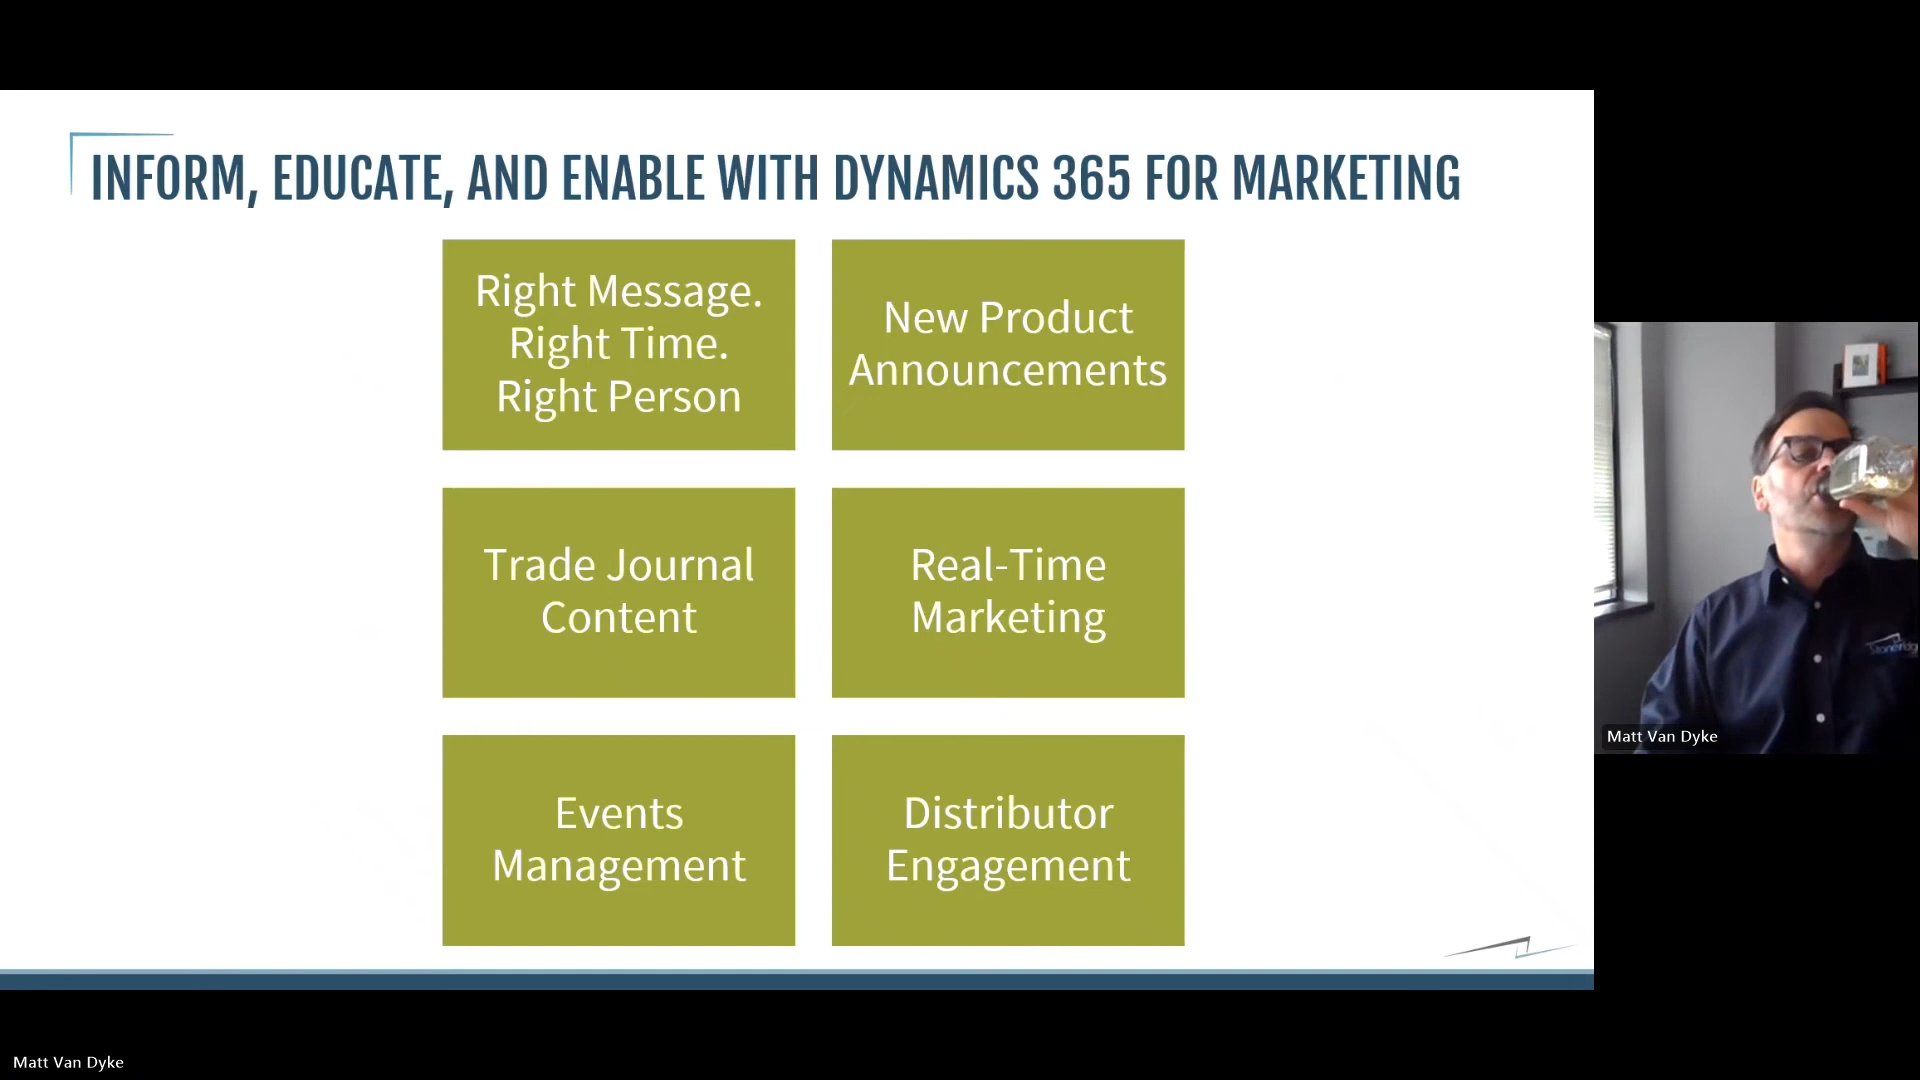 INFORM, EDUCATE, AND ENABLE WITH DYNAMICS 365 FOR MARKETING
Right Message.
Right Time.
Right Person
New Product
Announcements
Trade Journal
Content
Real-Time
Marketing
Events
Management
Distributor
Engagement
Matt Van Dyke
Matt Van Dyke